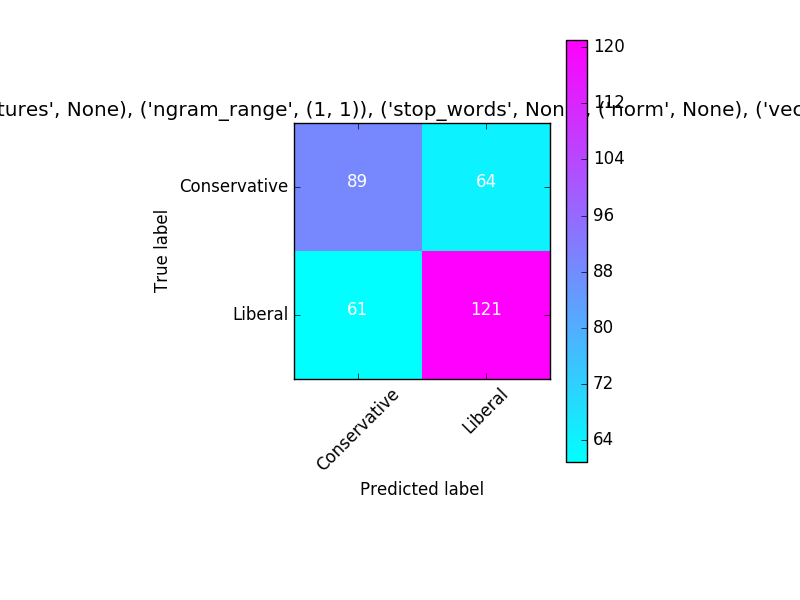 tures', None), ('ngram_range', (1, 1)), ('stop_words', None), ('norm', None), ('vec
120
112
104
96
88
80
72
64
True label
Conservative
89
64
Liberal
61
121
Conservative
Liberal
Predicted label